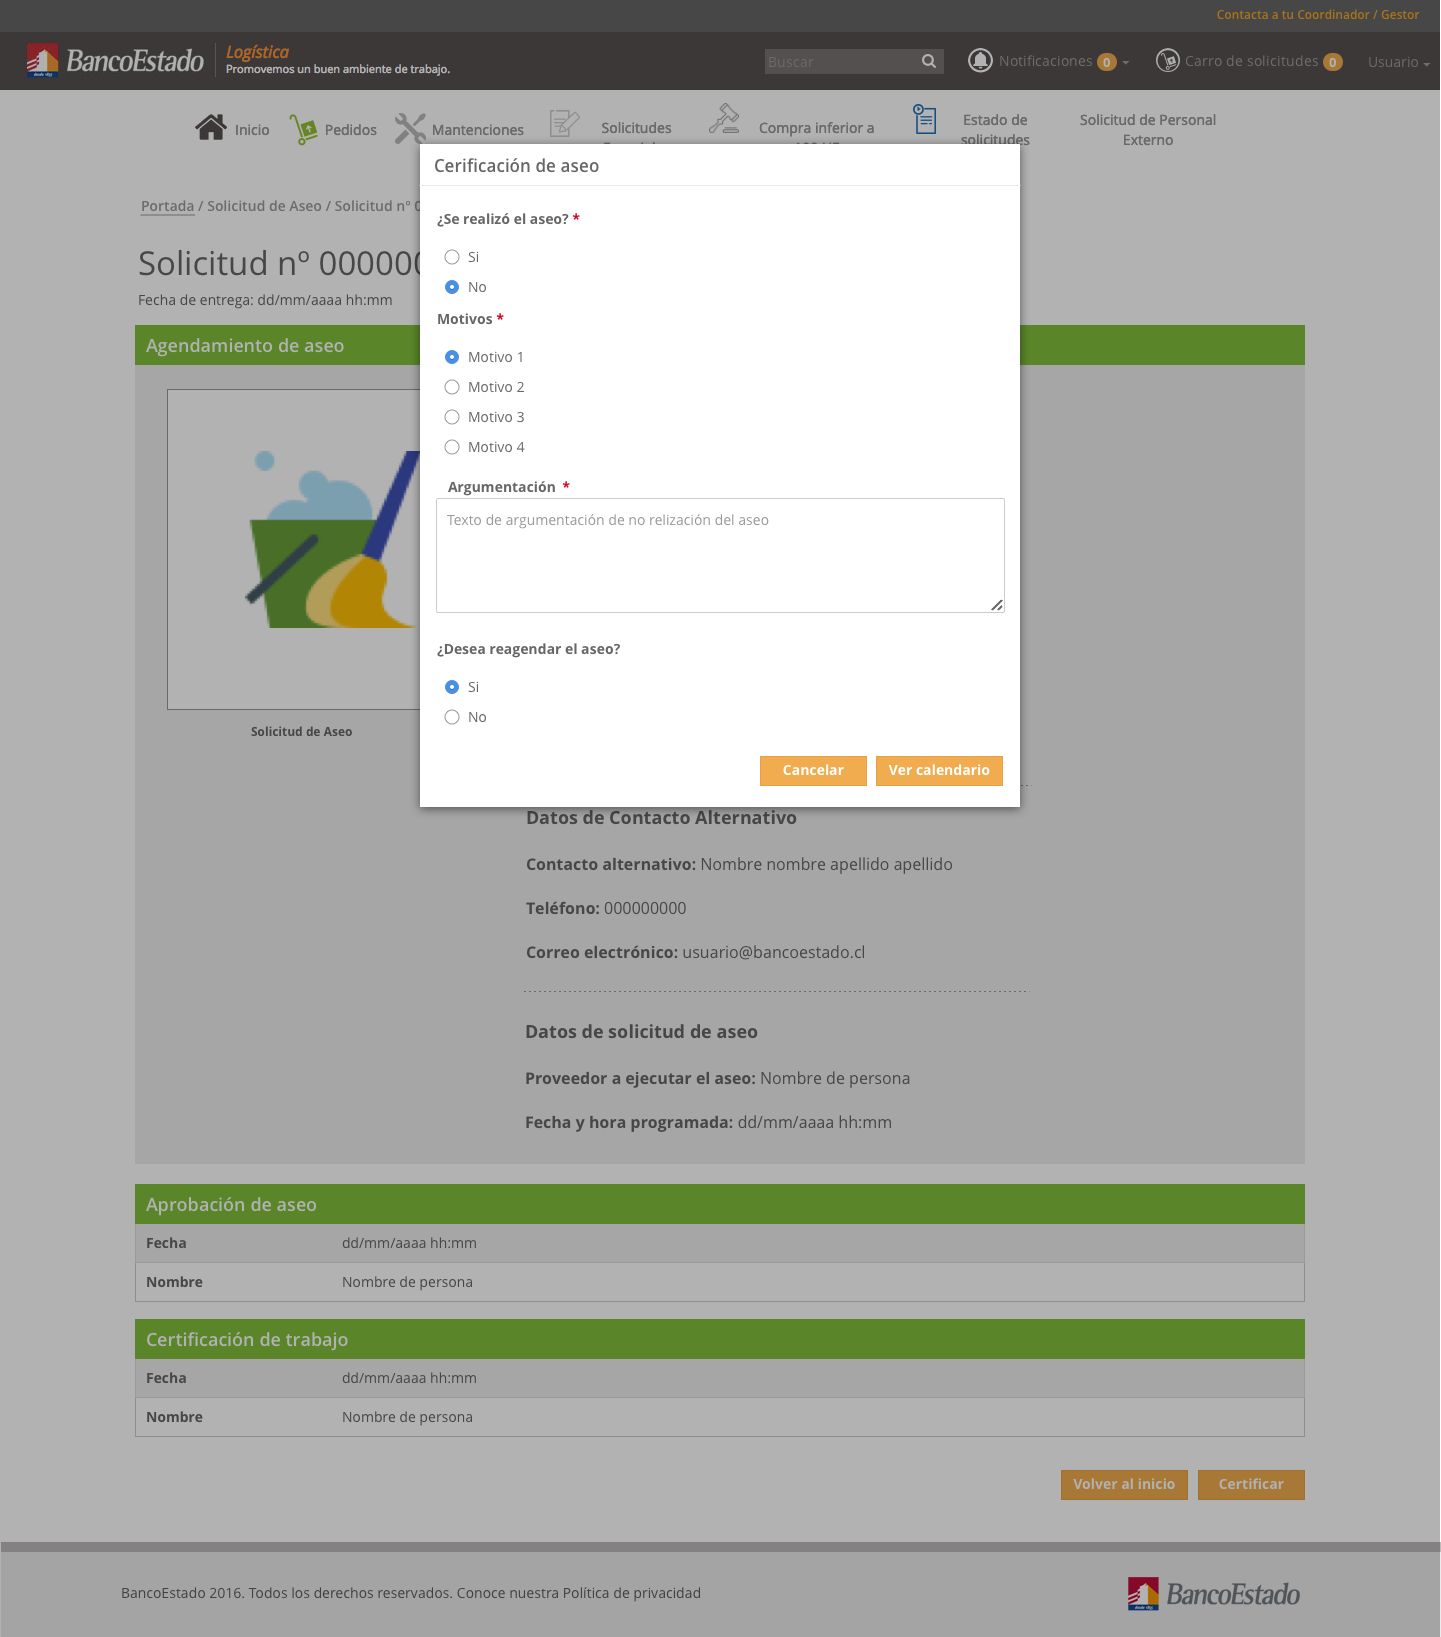 Contacta a tu Coordinador / Gestor
BancoEstado
desde 1855
Logística
Promovemos un buen ambiente de trabajo.
Buscar
Notificaciones 0
Carro de solicitudes 0
Usuario
Inicio
Pedidos
Mantenciones
Solicitudes
Compra inferior a
Estado de
solicitudes
Solicitud de Personal
Externo
Portada / Solicitud de Aseo / Solicitud nº 0
Solicitud nº 000000
Fecha de entrega: dd/mm/aaaa hh:mm
Agendamiento de aseo
Solicitud de Aseo
Cerificación de aseo
¿Se realizó el aseo? *
Si
No
Motivos *
Motivo 1
Motivo 2
Motivo 3
Motivo 4
Argumentación *
Texto de argumentación de no relización del aseo
¿Desea reagendar el aseo?
Si
No
Cancelar
Ver calendario
Datos de Contacto Alternativo
Contacto alternativo: Nombre nombre apellido apellido
Teléfono: 000000000
Correo electrónico: usuario@bancoestado.cl
Datos de solicitud de aseo
Proveedor a ejecutar el aseo: Nombre de persona
Fecha y hora programada: dd/mm/aaaa hh:mm
Aprobación de aseo
Fecha dd/mm/aaaa hh:mm
Nombre Nombre de persona
Certificación de trabajo
Fecha dd/mm/aaaa hh:mm
Nombre Nombre de persona
Volver al inicio
Certificar
BancoEstado 2016. Todos los derechos reservados. Conoce nuestra Política de privacidad
BancoEstado
desde 1855